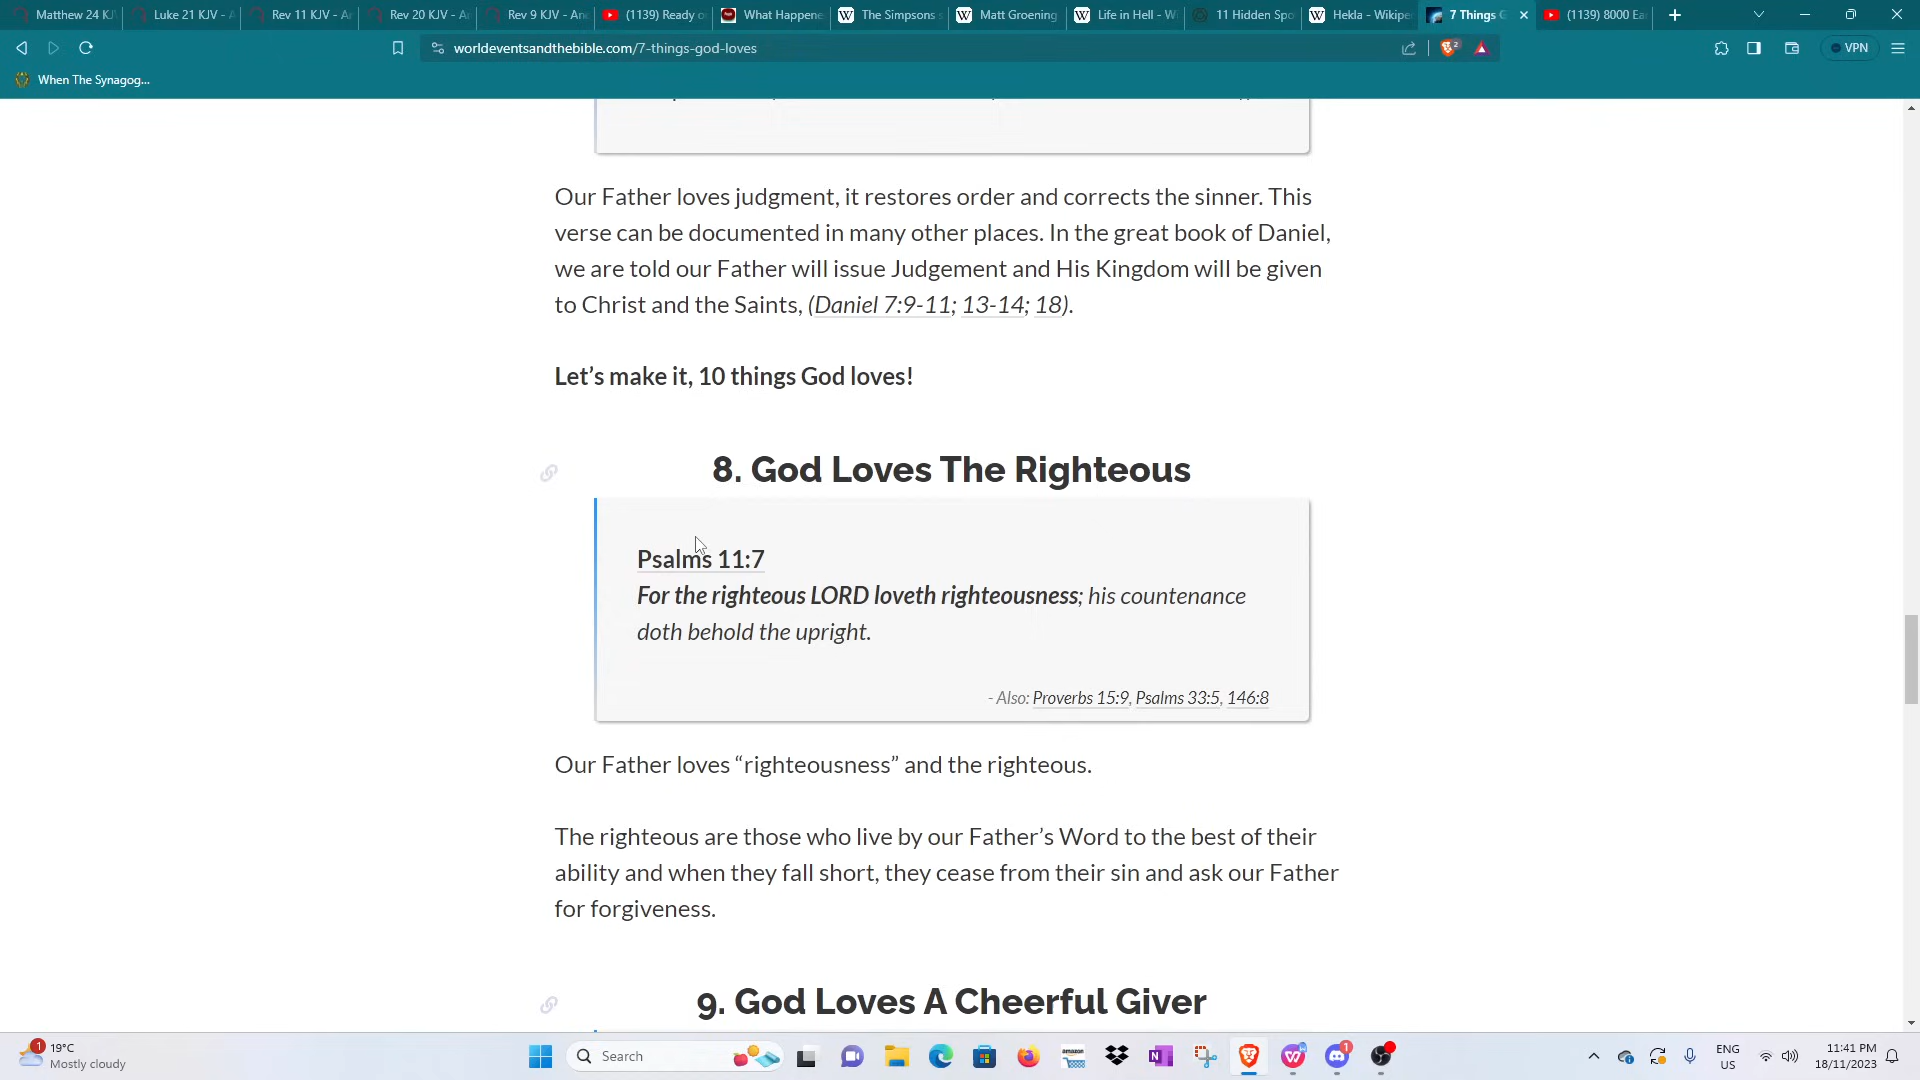 Matthew 24 KJ
Luke 21 KJV - A
Rev 11 KJV - A
Rev 20 KJV - A
Rev 9 KJV - An
(1139) Ready o
What Happene
The Simpsons s
Matt Groening
Life in Hell - W
11 Hidden Spo
Hekla - Wikipe
7 Things G
(1139) 8000 Ea
worldeventsandthebible.com/7-things-god-loves
2
VPN
When The Synagog...
Our Father loves judgment, it restores order and corrects the sinner. This
verse can be documented in many other places. In the great book of Daniel,
we are told our Father will issue Judgement and His Kingdom will be given
to Christ and the Saints, (Daniel 7:9-11; 13-14; 18).
Let’s make it, 10 things God loves!
8. God Loves The Righteous
Psalms 11:7
For the righteous LORD loveth righteousness; his countenance
doth behold the upright.
- Also: Proverbs 15:9, Psalms 33:5, 146:8
Our Father loves “righteousness” and the righteous.
The righteous are those who live by our Father’s Word to the best of their
ability and when they fall short, they cease from their sin and ask our Father
for forgiveness.
9. God Loves A Cheerful Giver
1
19°C
Mostly cloudy
Search
amazon
1
ENG
US
11:41 PM
18/11/2023